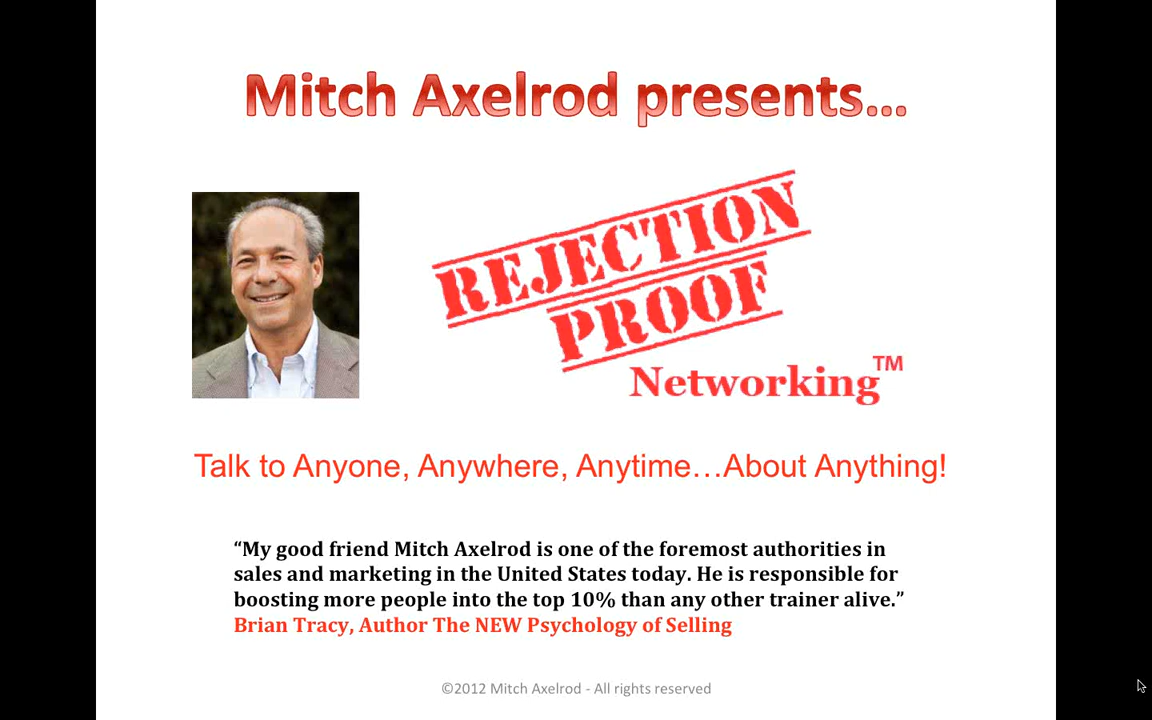 Mitch Axelrod presents...
REJECTION
PROOF
Networking™
Talk to Anyone, Anywhere, Anytime…About Anything!
“My good friend Mitch Axelrod is one of the foremost authorities in
sales and marketing in the United States today. He is responsible for
boosting more people into the top 10% than any other trainer alive.”
Brian Tracy, Author The NEW Psychology of Selling
©2012 Mitch Axelrod - All rights reserved